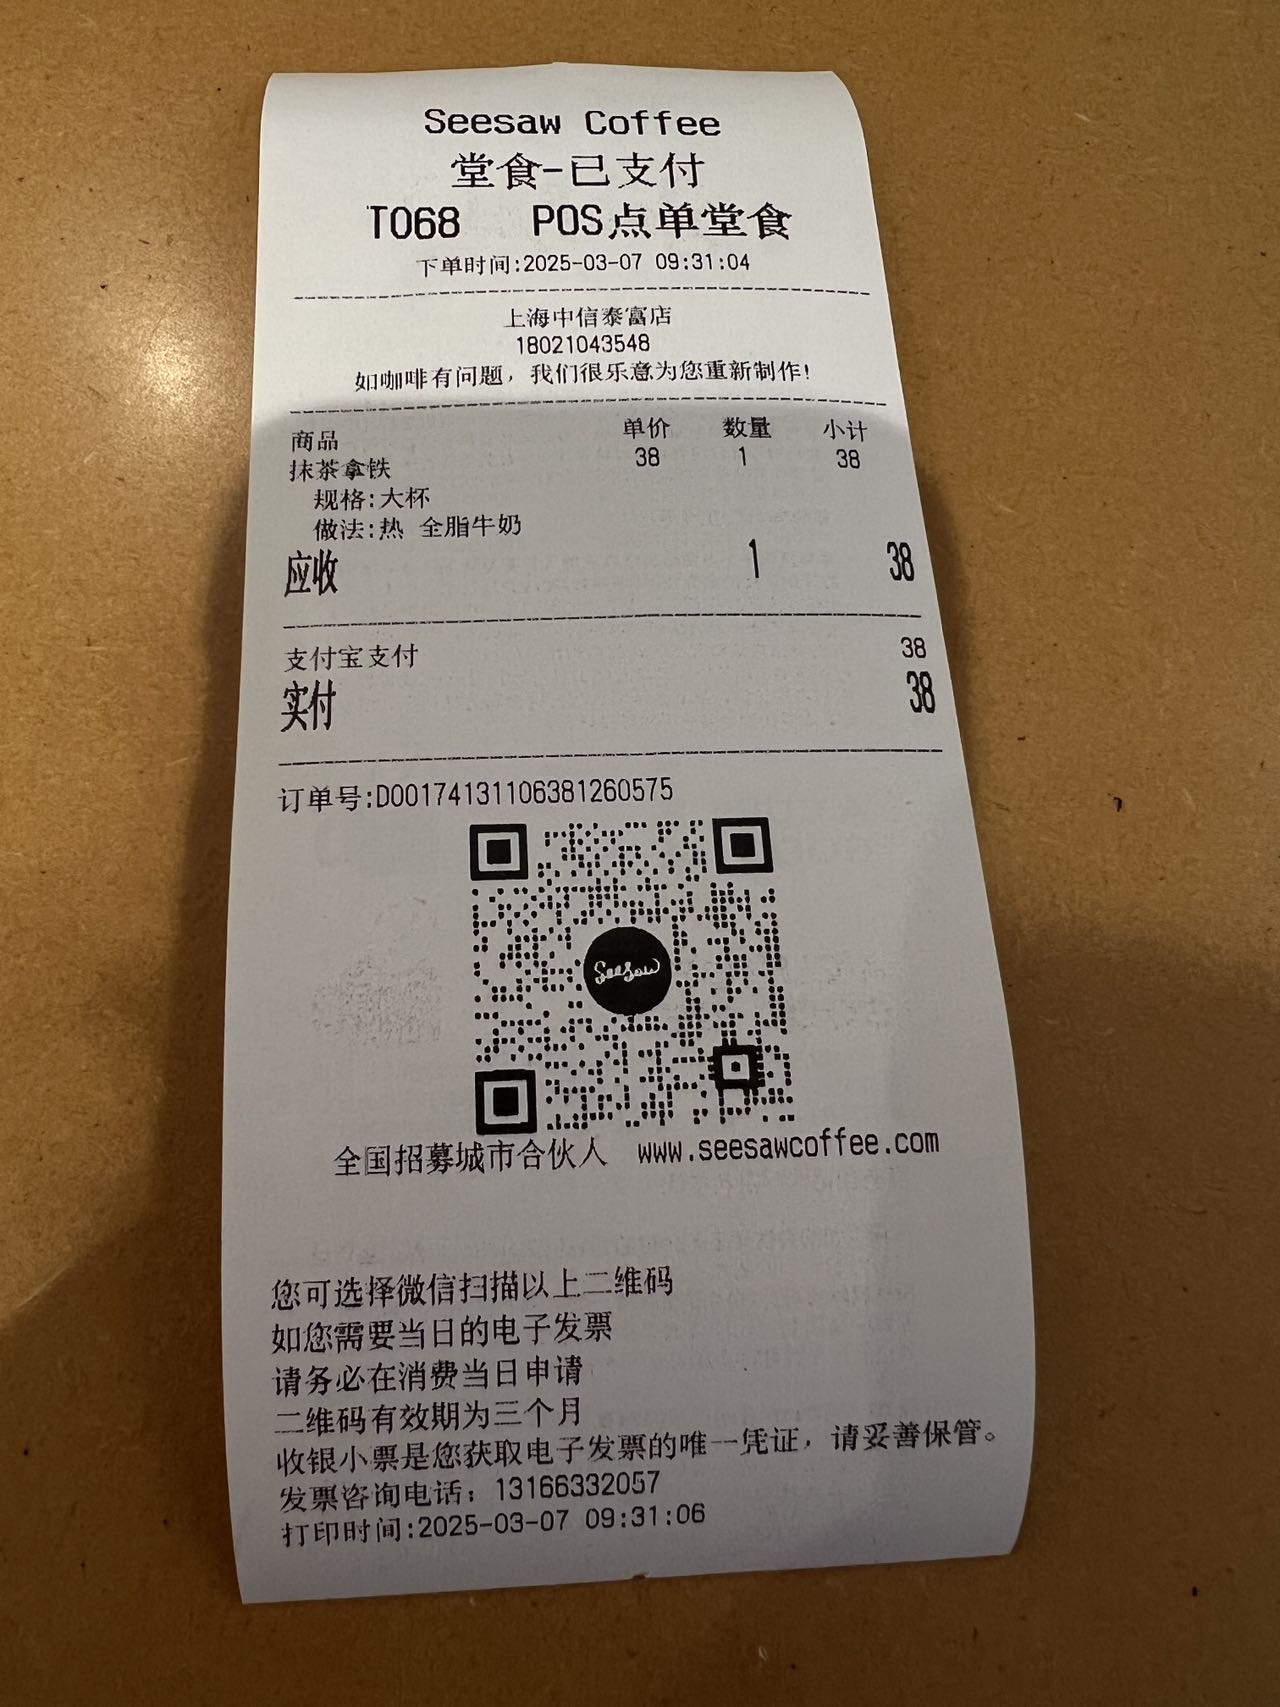 Seesaw Coffee
堂食-已支付
T068 POS点单堂食
下单时间:2025-03-07 09:31:04
上海中信泰富店
18021043548
如咖啡有问题，我们很乐意为您重新制作!
商品 单价 数量 小计
抹茶拿铁 38 1 38
规格:大杯
做法:热 全脂牛奶
应收 1 38
支付宝支付 38
实付 38
订单号:D00174131106381260575
SeeSaw
全国招募城市合伙人 www.seesawcoffee.com
您可选择微信扫描以上二维码
如您需要当日的电子发票
请务必在消费当日申请
二维码有效期为三个月
收银小票是您获取电子发票的唯一凭证，请妥善保管。
发票咨询电话：13166332057
打印时间:2025-03-07 09:31:06